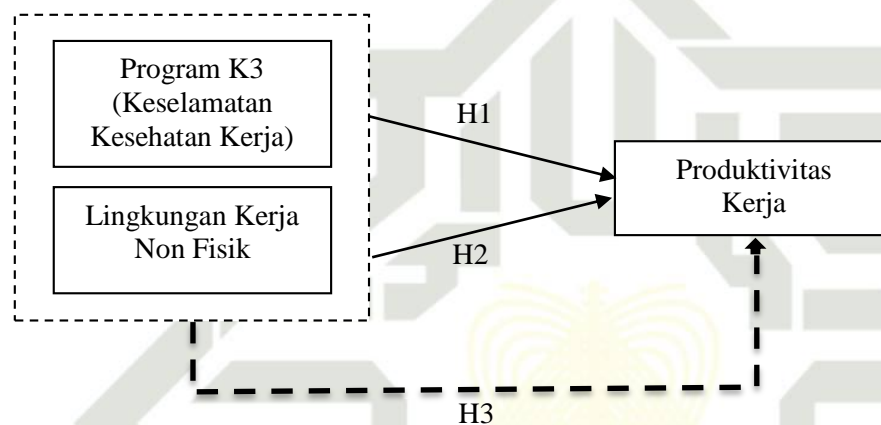 Program K3
(Keselamatan
Kesehatan Kerja)
H1
Produktivitas
Kerja
Lingkungan Kerja
Non Fisik
H2
H3